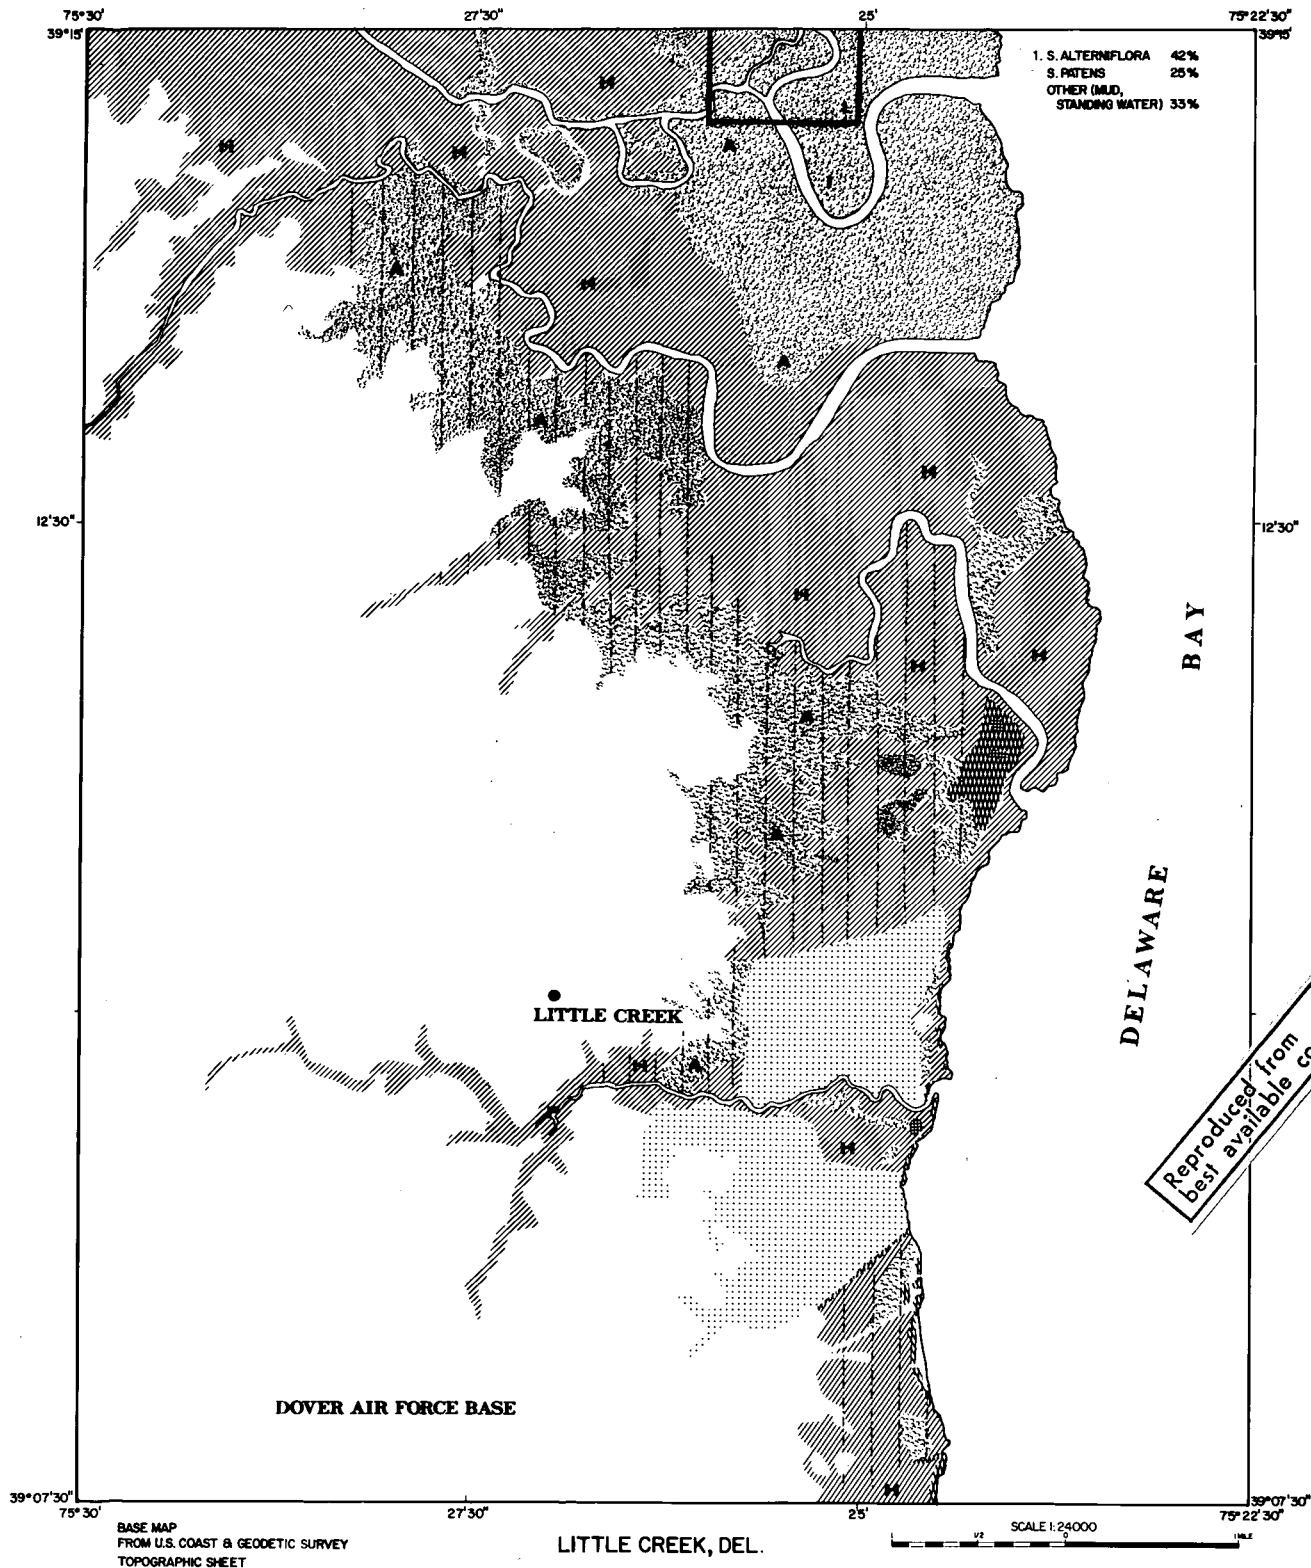 75°30' 27'30" 25' 75°22'30"
39°15' 39°15'
1. S. ALTERNIFLORA 42%
S. PATENS 25%
OTHER (MUD,
STANDING WATER) 33%
H
H
H
A
1
A
H
A
A
H
12'30" 12'30"
H
BAY
H
H
A
A
DELAWARE
LITTLE CREEK
H A
H
Reproduced from
best available
DOVER AIR FORCE BASE
H
39°07'30" 39°07'30"
75°30' 27'30" 25' 75°22'30"
BASE MAP
FROM U.S. COAST & GEODETIC SURVEY
TOPOGRAPHIC SHEET
LITTLE CREEK, DEL.
SCALE 1:24000
1/2 0 1 MILE